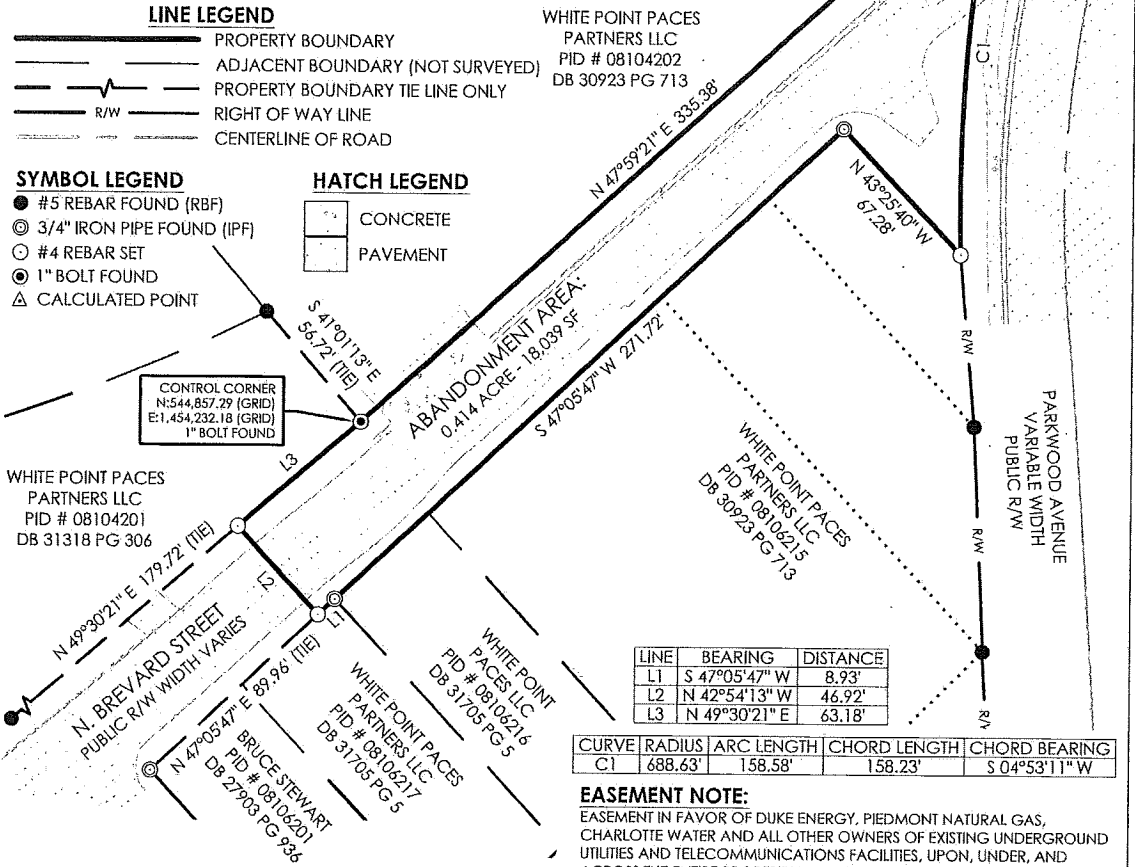 LINE LEGEND
PROPERTY BOUNDARY
ADJACENT BOUNDARY (NOT SURVEYED)
PROPERTY BOUNDARY TIE LINE ONLY
R/W
RIGHT OF WAY LINE
CENTERLINE OF ROAD
SYMBOL LEGEND
#5 REBAR FOUND (RBF)
3/4" IRON PIPE FOUND (IPF)
#4 REBAR SET
1" BOLT FOUND
CALCULATED POINT
HATCH LEGEND
CONCRETE
PAVEMENT
WHITE POINT PACES
PARTNERS LLC
PID # 08104202
DB 30923 PG 713
C1
N 47°59'21" E 335.38'
N 43°25'40" W
67.28'
S 41°01'13" E
56.72' (TIE)
CONTROL CORNER
N:544,857.29 (GRID)
E:1,454,232.18 (GRID)
1" BOLT FOUND
ABANDONMENT AREA:
0.414 ACRE - 18,039 SF
S 47°05'47" W 271.72'
R/W
R/W
R/W
PARKWOOD AVENUE
VARIABLE WIDTH
PUBLIC R/W
L3
WHITE POINT PACES
PARTNERS LLC
PID # 08104201
DB 31318 PG 306
WHITE POINT PACES
PARTNERS LLC
PID # 08106215
DB 30923 PG 713
N 49°30'21" E 179.72' (TIE)
L2
L1
N. BREVARD STREET
PUBLIC R/W WIDTH VARIES
N 47°05'47" E 89.96' (TIE)
WHITE POINT
PACES LLC
PID # 08106216
DB 31705 PG 5
WHITE POINT PACES
PARTNERS LLC
PID # 08106217
DB 31705 PG 5
BRUCE STEWART
PID # 08106201
DB 27903 PG 936
LINE BEARING DISTANCE
L1 S 47°05'47" W 8.93'
L2 N 42°54'13" W 46.92'
L3 N 49°30'21" E 63.18'
CURVE RADIUS ARC LENGTH CHORD LENGTH CHORD BEARING
C1 688.63' 158.58' 158.23' S 04°53'11" W
EASEMENT NOTE:
EASEMENT IN FAVOR OF DUKE ENERGY, PIEDMONT NATURAL GAS,
CHARLOTTE WATER AND ALL OTHER OWNERS OF EXISTING UNDERGROUND
UTILITIES AND TELECOMMUNICATIONS FACILITIES, UPON, UNDER, AND